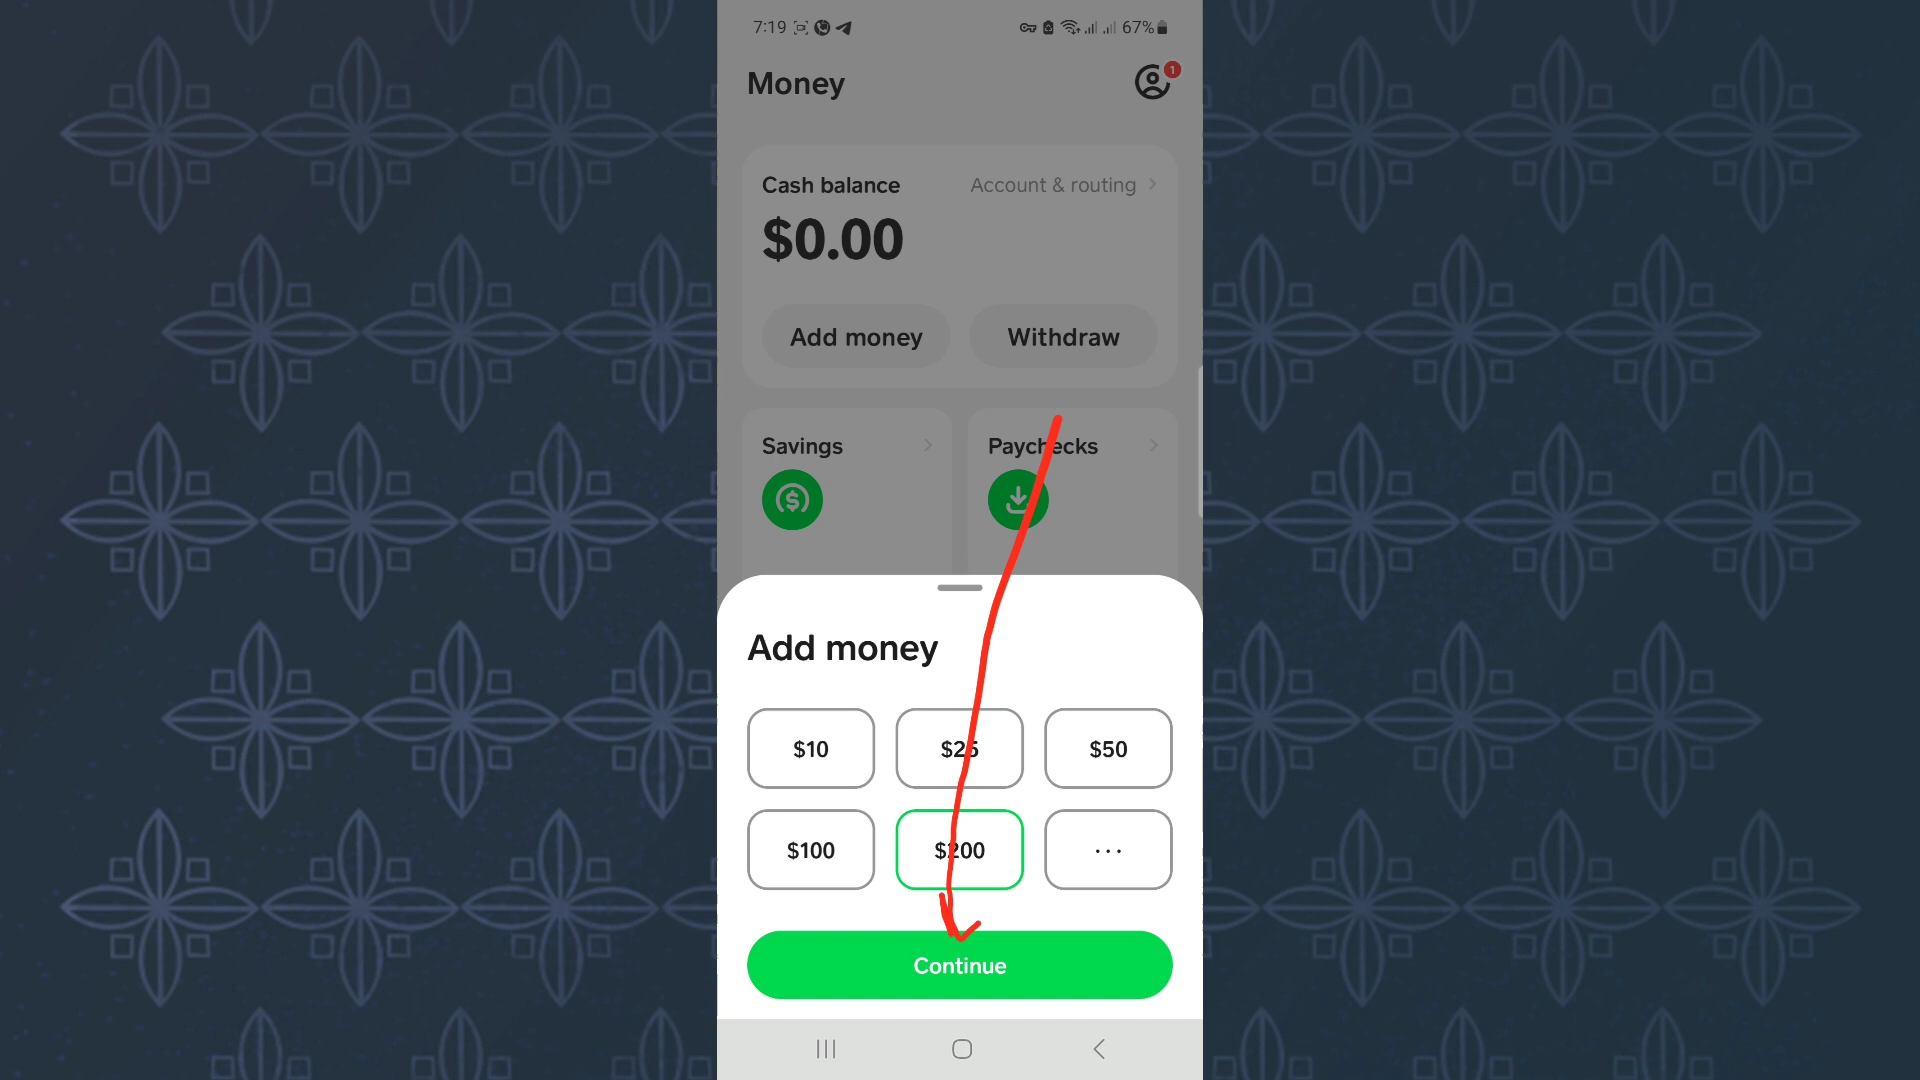 7:19 67%
Money 1
Cash balance Account & routing
$0.00
Add money Withdraw
Savings Paychecks
Add money
$10 $25 $50
$100 $200 ...
Continue